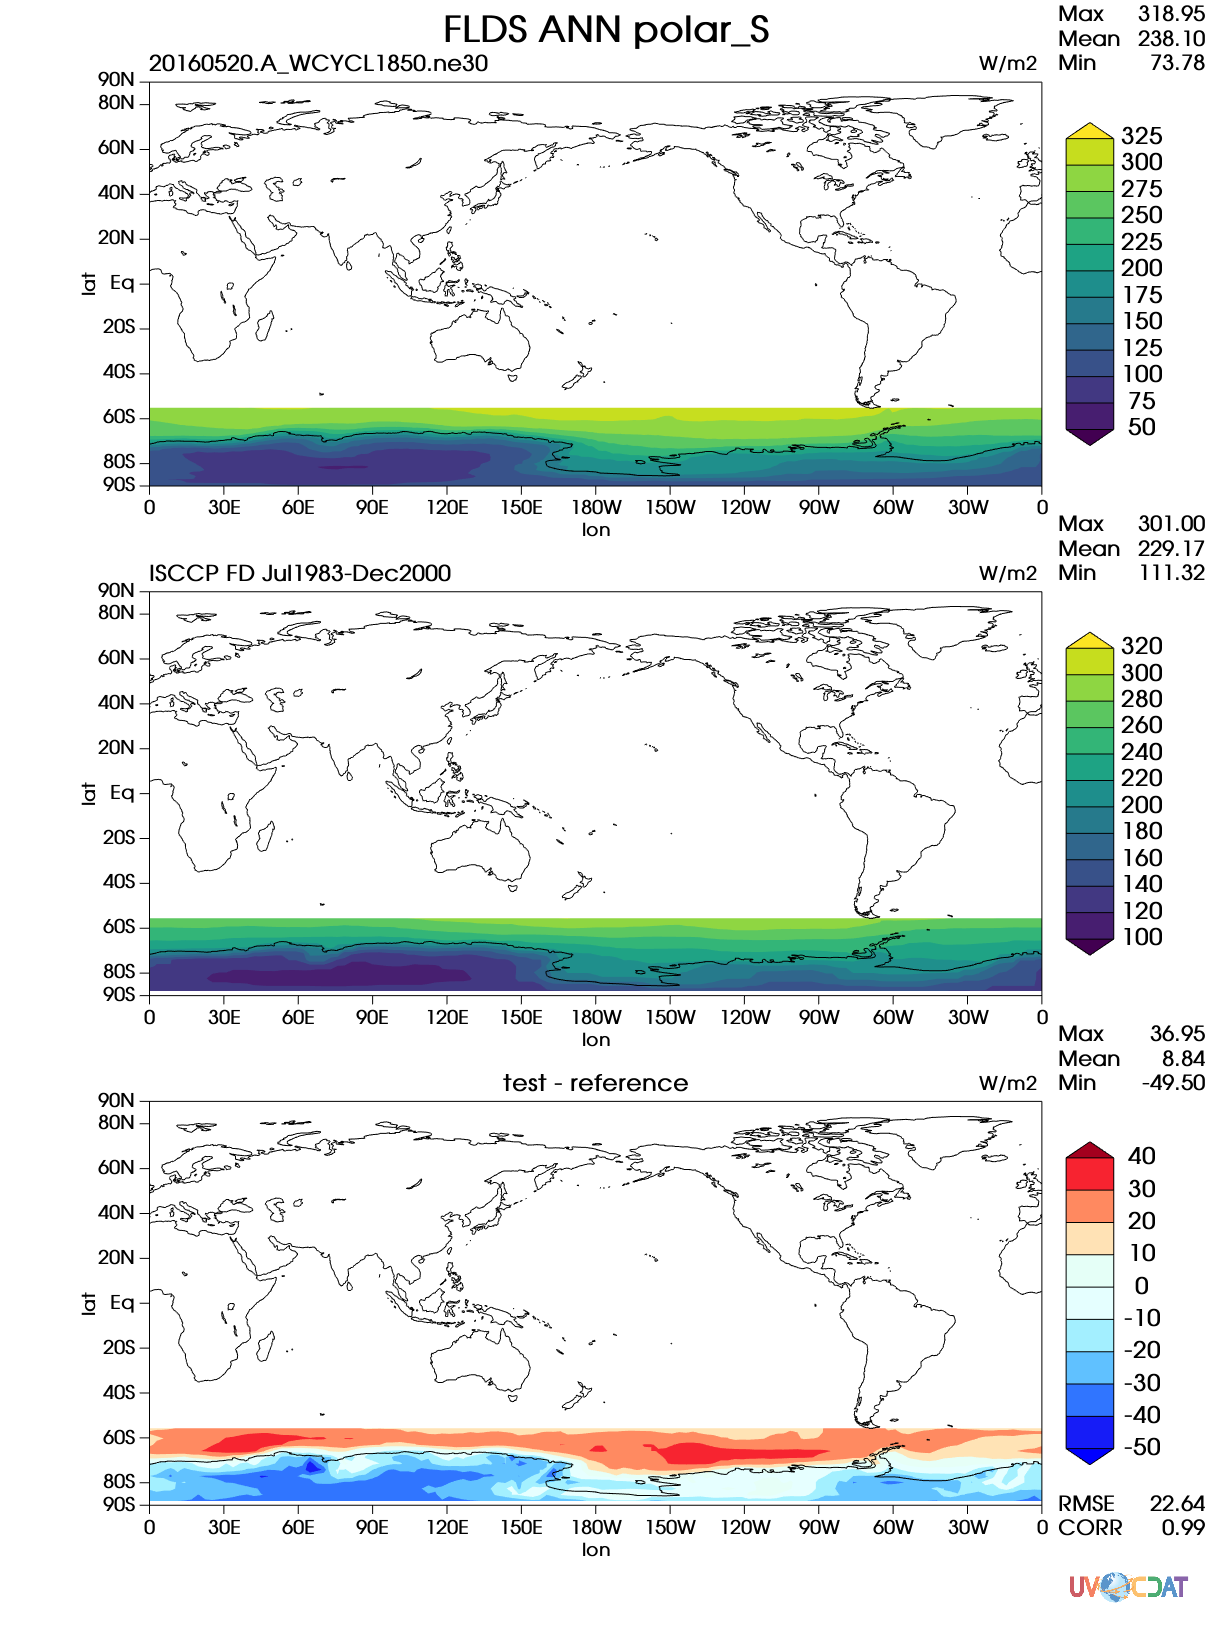 FLDS ANN polar_S
Max 318.95
Mean 238.10
Min 73.78
20160520.A_WCYCL1850.ne30 W/m2
90N
80N
60N
40N
20N
Eq
20S
40S
60S
80S
90S
lat
0 30E 60E 90E 120E 150E 180W 150W 120W 90W 60W 30W 0
lon
325
300
275
250
225
200
175
150
125
100
75
50
Max 301.00
Mean 229.17
Min 111.32
ISCCP FD Jul1983-Dec2000 W/m2
90N
80N
60N
40N
20N
Eq
20S
40S
60S
80S
90S
lat
0 30E 60E 90E 120E 150E 180W 150W 120W 90W 60W 30W 0
lon
320
300
280
260
240
220
200
180
160
140
120
100
Max 36.95
Mean 8.84
Min -49.50
test - reference W/m2
90N
80N
60N
40N
20N
Eq
20S
40S
60S
80S
90S
lat
0 30E 60E 90E 120E 150E 180W 150W 120W 90W 60W 30W 0
lon
40
30
20
10
0
-10
-20
-30
-40
-50
RMSE 22.64
CORR 0.99
UV CDAT